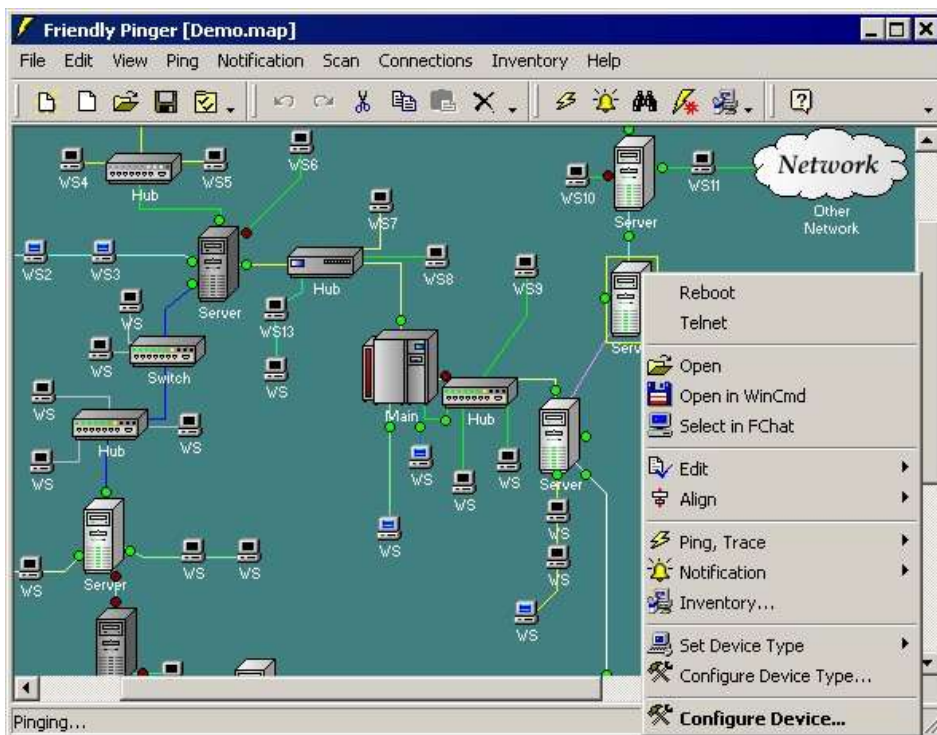 Friendly Pinger [Demo.map]
File Edit View Ping Notification Scan Connections Inventory Help
WS4
Hub
WS5
WS6
WS7
WS10
Server
WS11
Network
Other
Network
WS2
WS3
Server
Hub
WS8
WS9
WS
WS13
Server
WS
Switch
WS
Main
Hub
WS
Hub
WS
WS
WS
WS
WS
Server
WS
WS
Server
WS
WS
WS
WS
WS
WS
Reboot
Telnet
Open
Open in WinCmd
Select in FChat
Edit
Align
Ping, Trace
Notification
Inventory...
Set Device Type
Configure Device Type...
Configure Device...
Pinging...